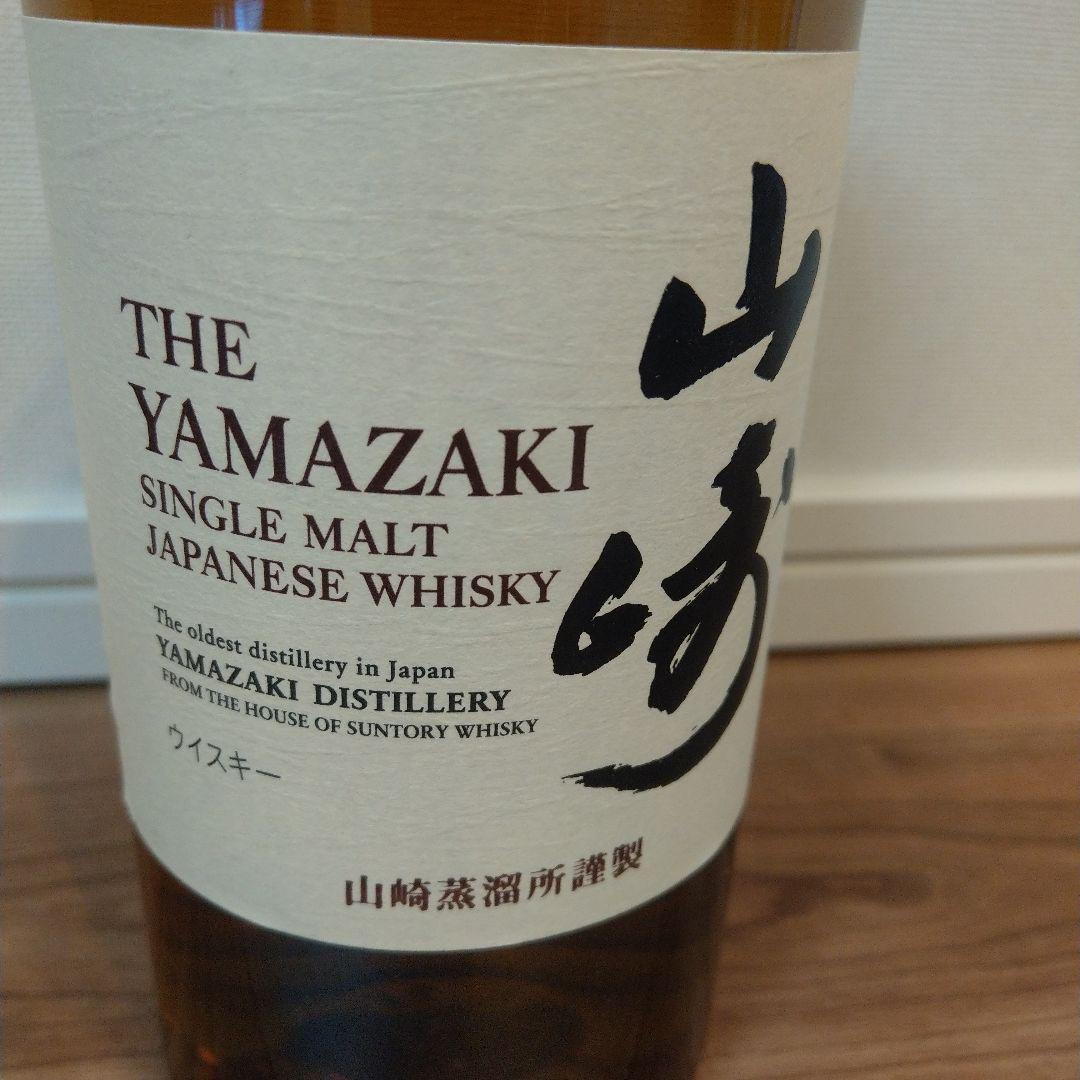 THE
YAMAZAKI
SINGLE MALT
JAPANESE WHISKY
The oldest distillery in Japan
YAMAZAKI DISTILLERY
FROM THE HOUSE OF SUNTORY WHISKY
ウイスキー
山崎
山崎蒸溜所謹製